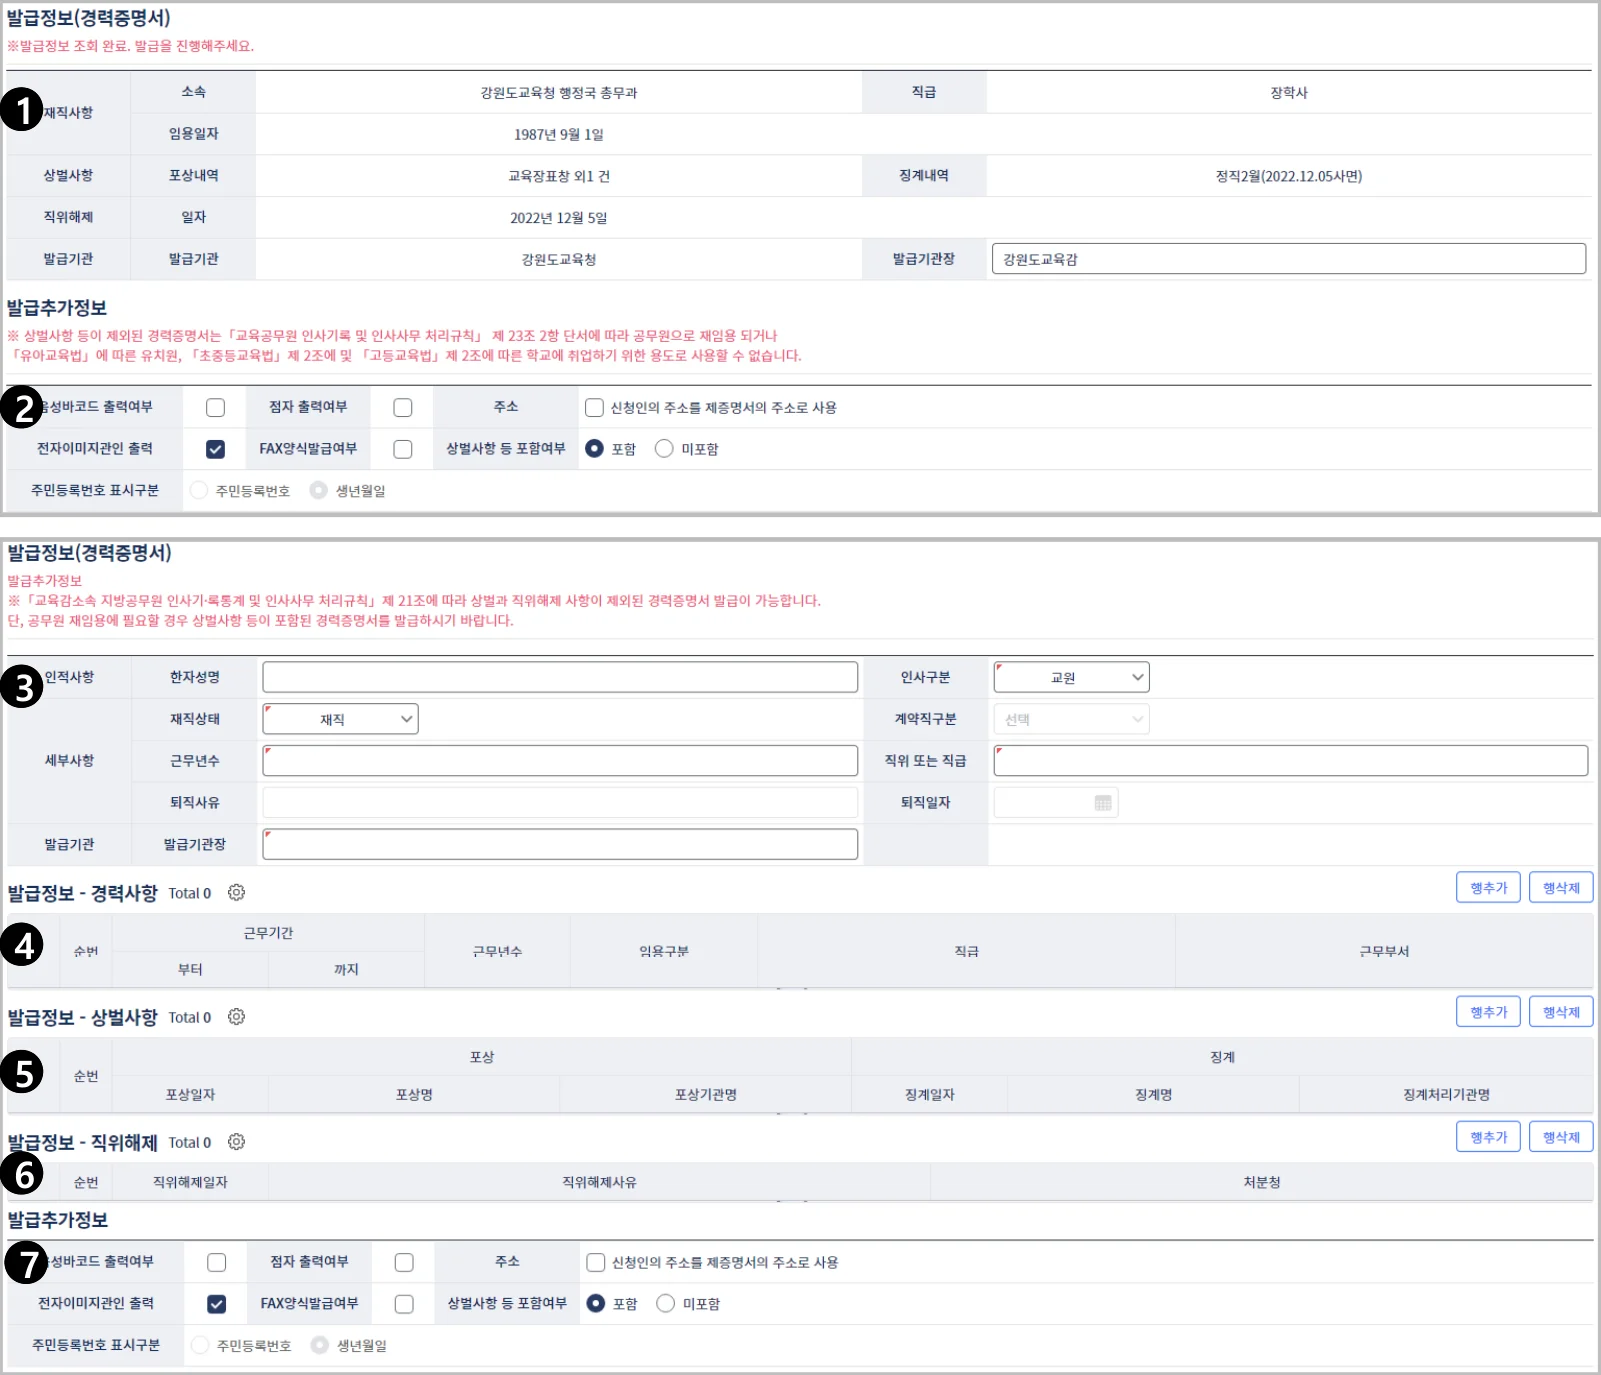 발급정보(경력증명서)
※발급정보 조회 완료. 발급을 진행해주세요.
1 재직사항 소속 강원도교육청 행정국 총무과 직급 장학사
임용일자 1987년 9월 1일
상벌사항 포상내역 교육장표창 외1 건 징계내역 정직2월(2022.12.05사면)
직위해제 일자 2022년 12월 5일
발급기관 발급기관 강원도교육청 발급기관장 강원도교육감
발급추가정보
※ 상벌사항 등이 제외된 경력증명서는「교육공무원 인사기록 및 인사사무 처리규칙」 제 23조 2항 단서에 따라 공무원으로 재임용 되거나
「유아교육법」에 따른 유치원, 「초중등교육법」제 2조에 및 「고등교육법」제 2조에 따른 학교에 취업하기 위한 용도로 사용할 수 없습니다.
2 성바코드 출력여부 점자 출력여부 주소 신청인의 주소를 제증명서의 주소로 사용
전자이미지관인 출력 FAX양식발급여부 상벌사항 등 포함여부 포함 미포함
주민등록번호 표시구분 주민등록번호 생년월일
발급정보(경력증명서)
발급추가정보
※「교육감소속 지방공무원 인사기·록통계 및 인사사무 처리규칙」제 21조에 따라 상벌과 직위해제 사항이 제외된 경력증명서 발급이 가능합니다.
단, 공무원 재임용에 필요할 경우 상벌사항 등이 포함된 경력증명서를 발급하시기 바랍니다.
3 인적사항 한자성명 인사구분 교원
재직상태 재직 계약직구분 선택
세부사항 근무년수 직위 또는 직급
퇴직사유 퇴직일자
발급기관 발급기관장
발급정보 - 경력사항 Total 0 행추가 행삭제
4 순번 근무기간 근무년수 임용구분 직급 근무부서
부터 까지
발급정보 - 상벌사항 Total 0 행추가 행삭제
5 순번 포상 징계
포상일자 포상명 포상기관명 징계일자 징계명 징계처리기관명
발급정보 - 직위해제 Total 0 행추가 행삭제
6 순번 직위해제일자 직위해제사유 처분청
발급추가정보
7 성바코드 출력여부 점자 출력여부 주소 신청인의 주소를 제증명서의 주소로 사용
전자이미지관인 출력 FAX양식발급여부 상벌사항 등 포함여부 포함 미포함
주민등록번호 표시구분 주민등록번호 생년월일